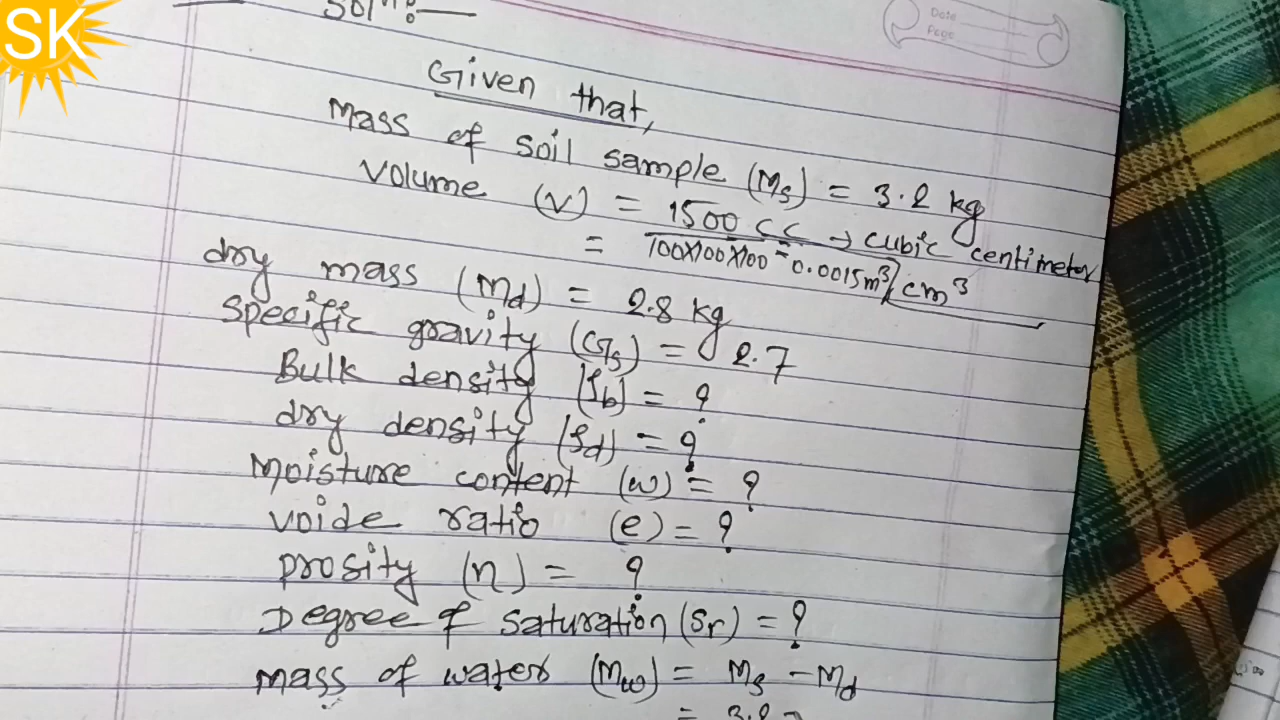 SK
Soln:—
Date
Page
Given that,
Mass of soil sample (Ms) = 3.2 kg
Volume (V) = 1500 CC → cubic centimeter
= 100X100X100 = 0.0015m³/cm³
dry mass (Md) = 2.8 kg
Specific gravity (Gs) = 2.7
Bulk density (ρb) = ?
dry density (ρd) = ?
Moisture content (w) = ?
voide ratio (e) = ?
prosity (n) = ?
Degree of saturation (Sr) = ?
mass of water (Mw) = Ms - Md